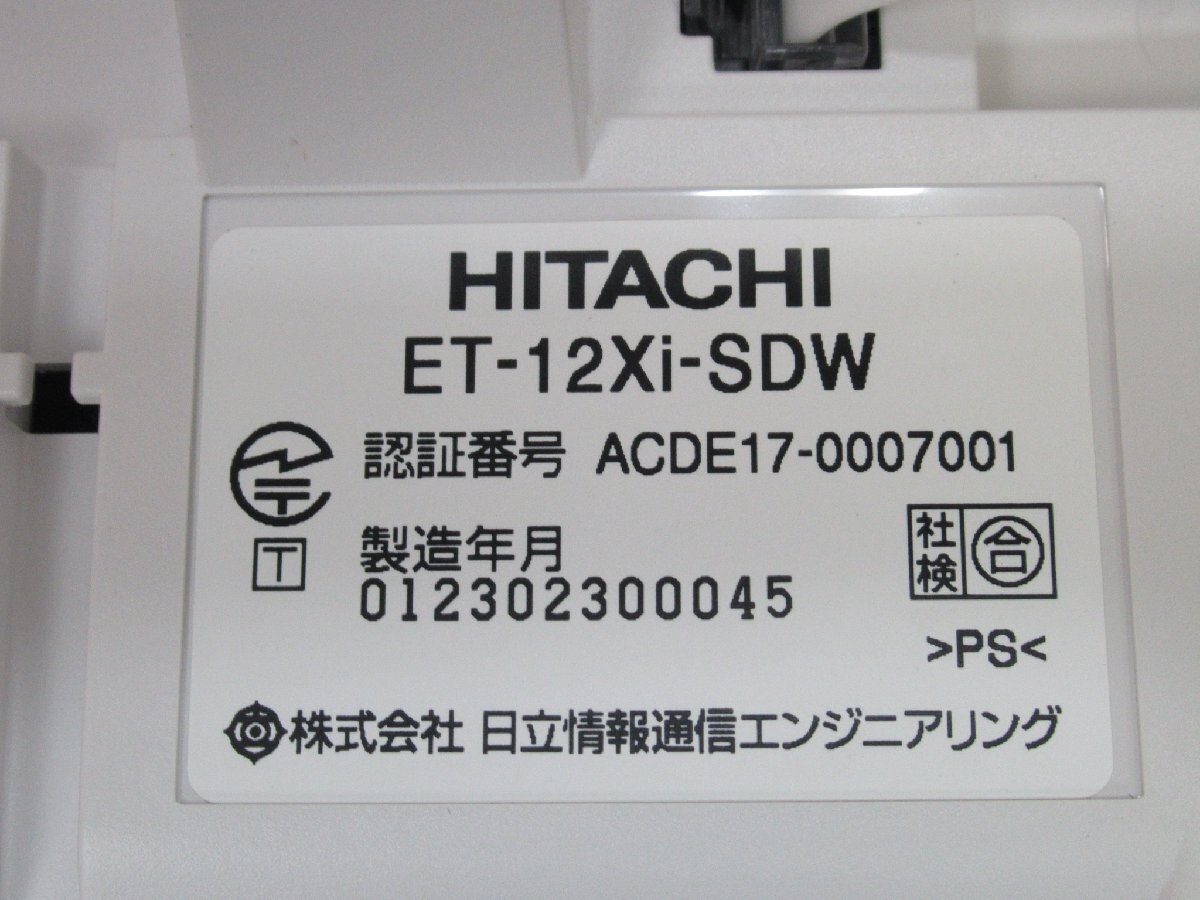 HITACHI
ET-12Xi-SDW
認証番号 ACDE17-0007001
T
製造年月
012302300045
社検 合
>PS<
株式会社 日立情報通信エンジニアリング